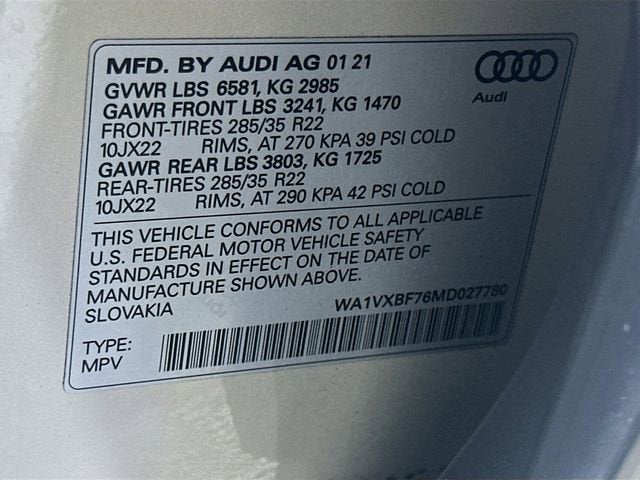 MFD. BY AUDI AG 01 21
GVWR LBS 6581, KG 2985
GAWR FRONT LBS 3241, KG 1470
FRONT-TIRES 285/35 R22
10JX22 RIMS, AT 270 KPA 39 PSI COLD
GAWR REAR LBS 3803, KG 1725
REAR-TIRES 285/35 R22
10JX22 RIMS, AT 290 KPA 42 PSI COLD
Audi
THIS VEHICLE CONFORMS TO ALL APPLICABLE
U.S. FEDERAL MOTOR VEHICLE SAFETY
STANDARDS IN EFFECT ON THE DATE OF
MANUFACTURE SHOWN ABOVE.
SLOVAKIA
WA1VXBF76MD027780
TYPE:
MPV